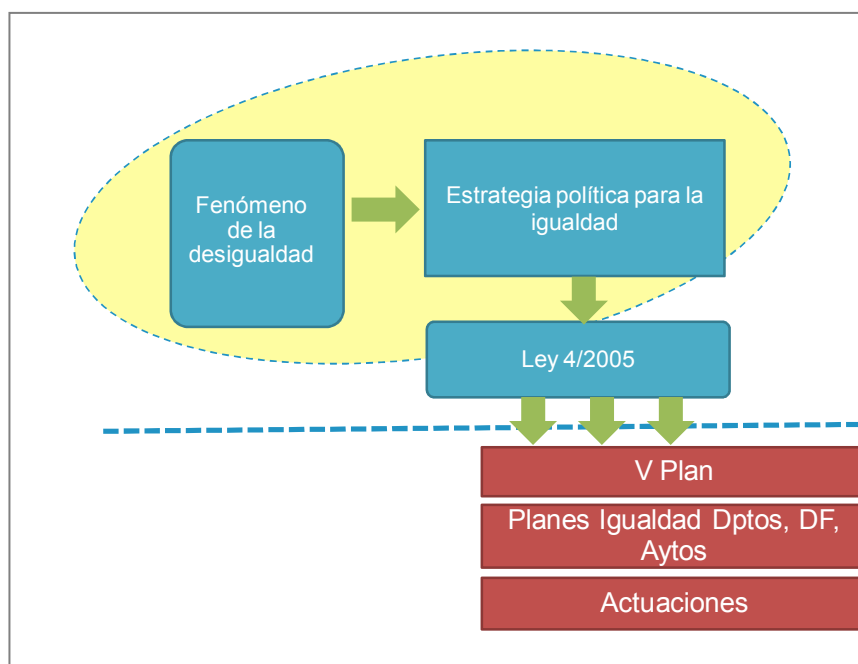 Fenómeno
de la
desigualdad
Estrategia política para la
igualdad
Ley 4/2005
V Plan
Planes Igualdad Dptos, DF,
Aytos
Actuaciones